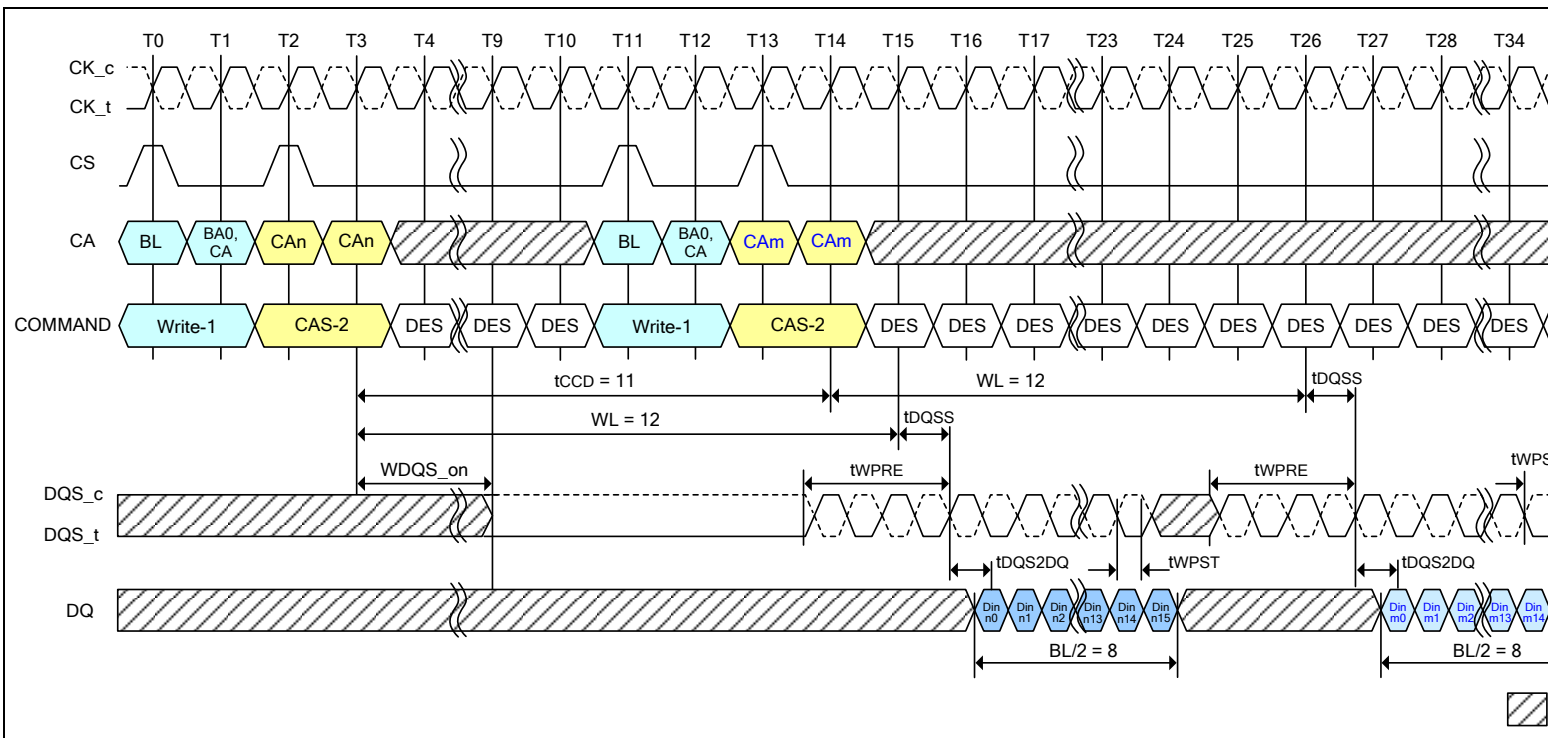 T0 T1 T2 T3 T4 T9 T10 T11 T12 T13 T14 T15 T16 T17 T23 T24 T25 T26 T27 T28 T34
CK_c
CK_t
CS
CA BL BA0, CA CAn CAn BL BA0, CA CAm CAm
COMMAND Write-1 CAS-2 DES DES DES Write-1 CAS-2 DES DES DES DES DES DES DES DES DES DES
tCCD = 11 WL = 12 tDQSS
WL = 12 tDQSS
WDQS_on tWPRE tWPRE tWPS
DQS_c
DQS_t
tDQS2DQ tWPST tDQS2DQ
DQ Din n0 Din n1 Din n2 Din n13 Din n14 Din n15 Din m0 Din m1 Din m2 Din m13 Din m14
BL/2 = 8 BL/2 = 8